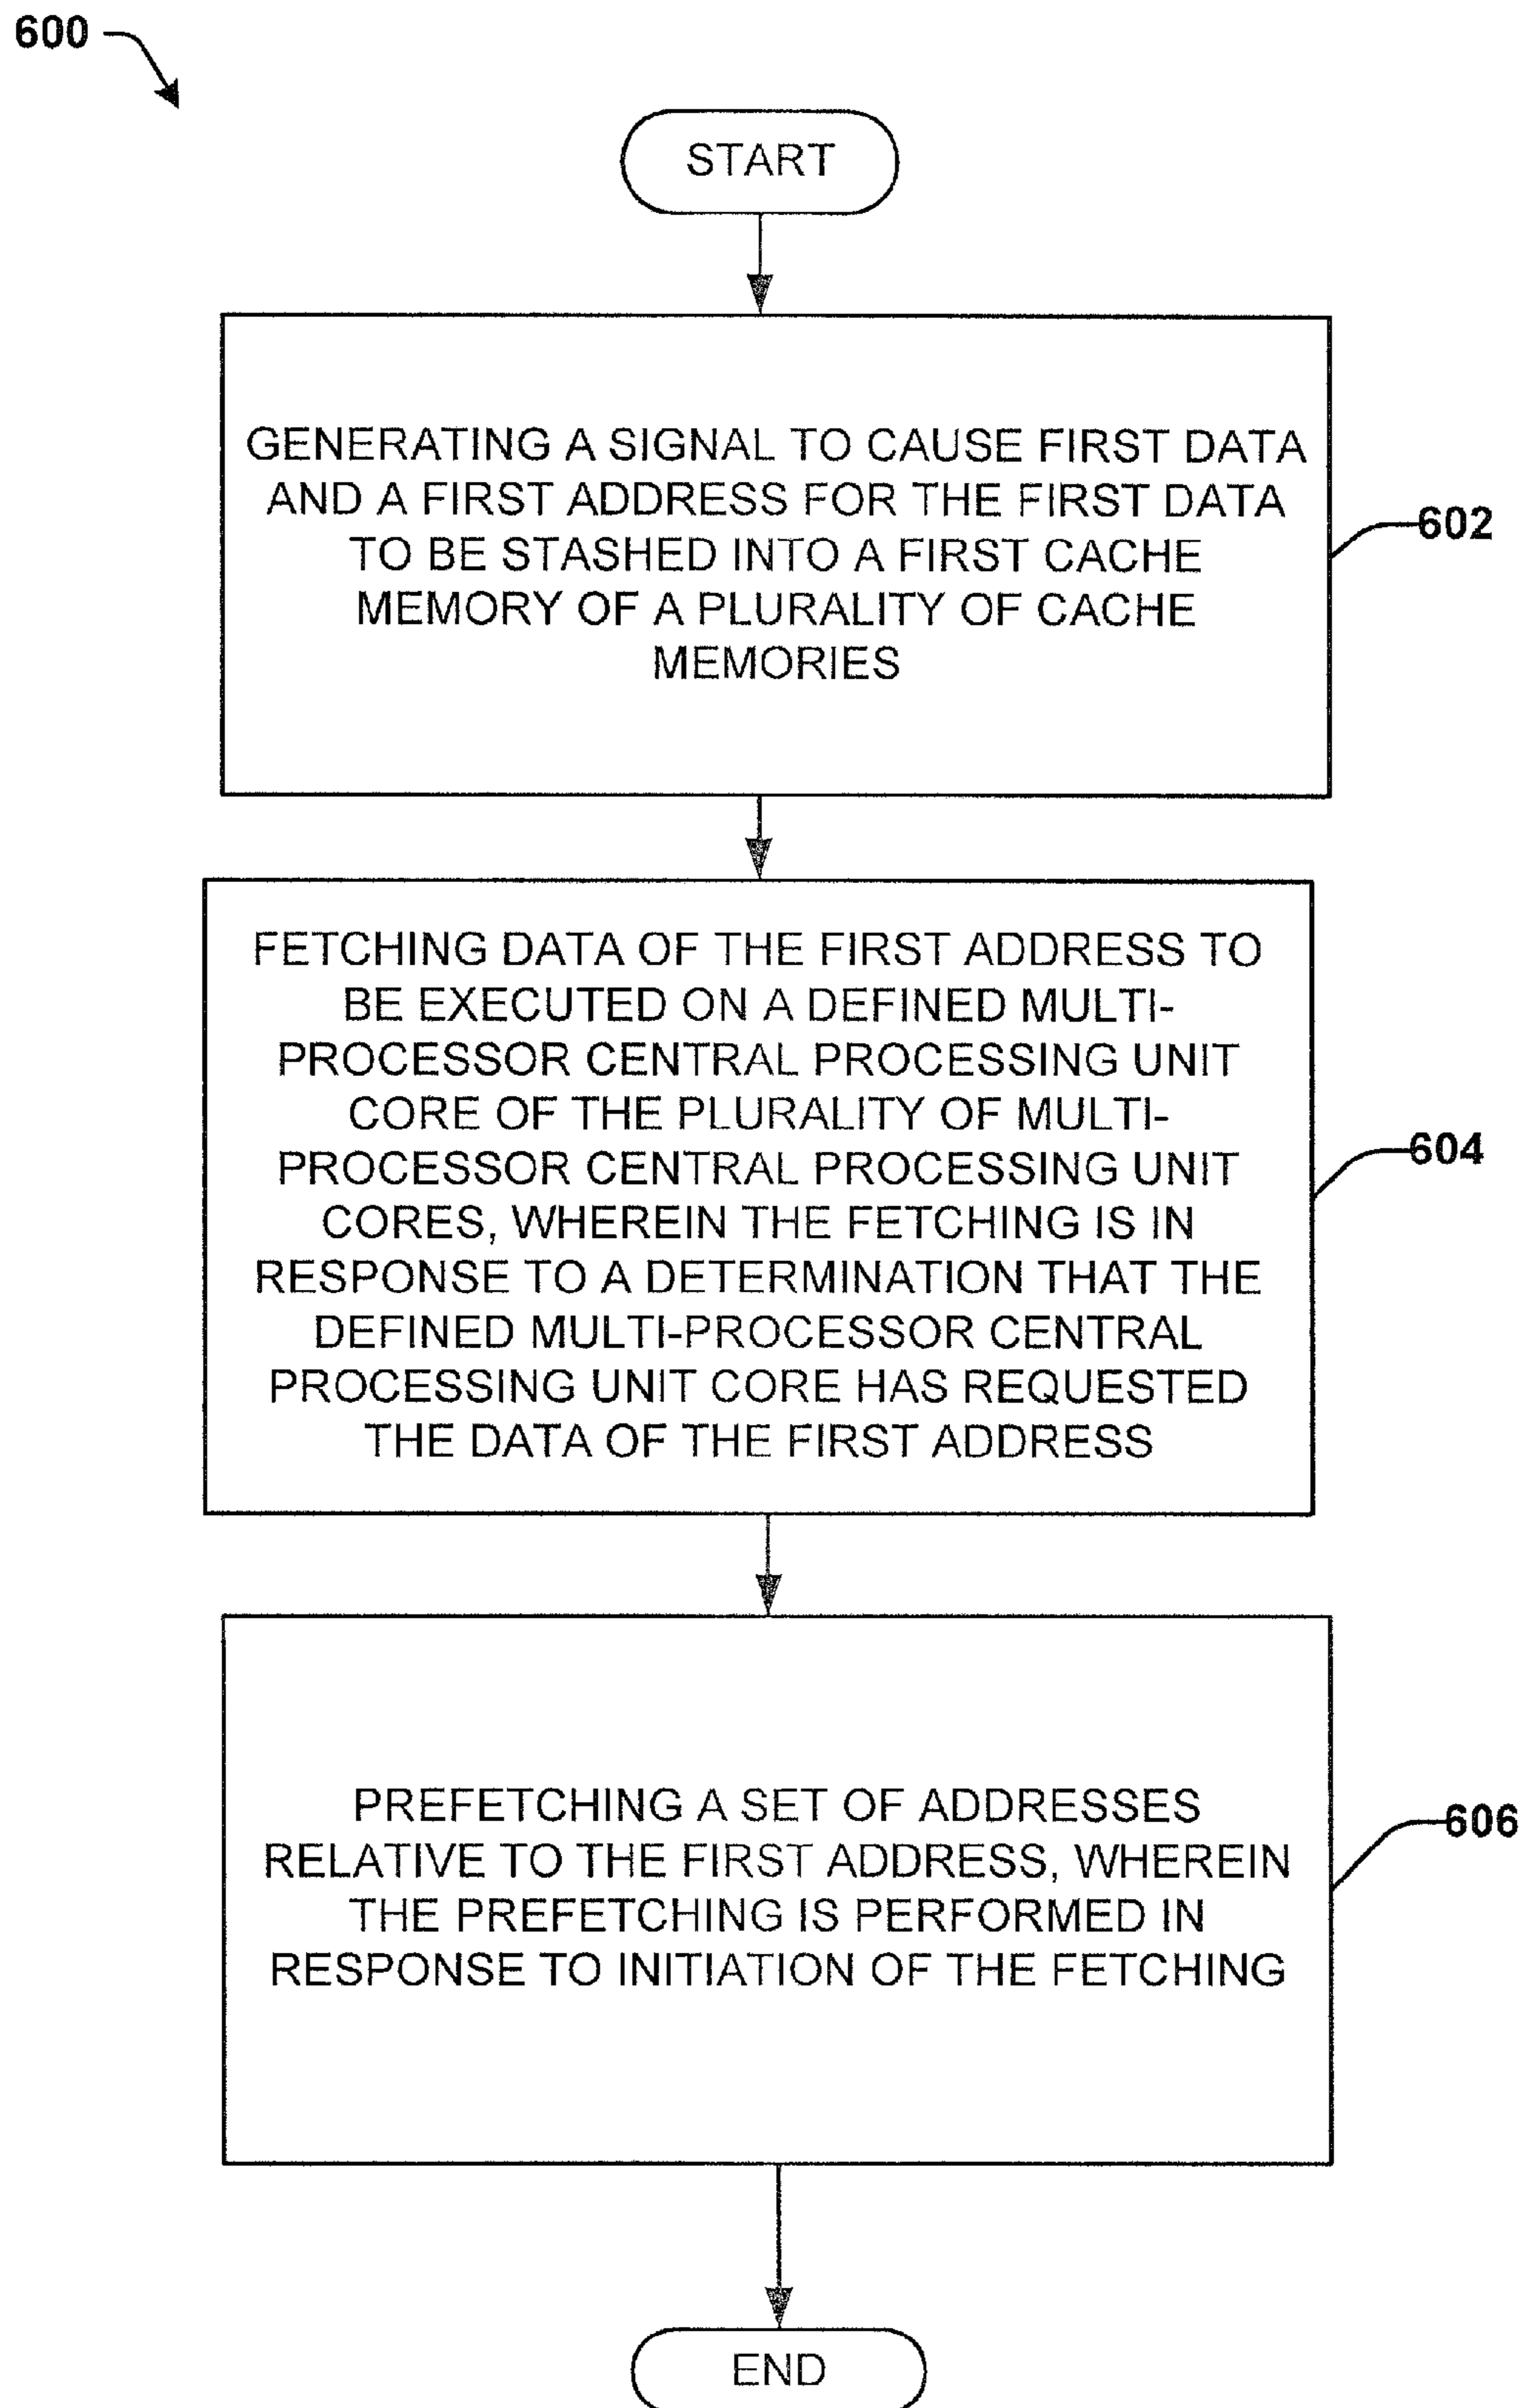 600
START
GENERATING A SIGNAL TO CAUSE FIRST DATA
AND A FIRST ADDRESS FOR THE FIRST DATA
TO BE STASHED INTO A FIRST CACHE
MEMORY OF A PLURALITY OF CACHE
MEMORIES
602
FETCHING DATA OF THE FIRST ADDRESS TO
BE EXECUTED ON A DEFINED MULTI-
PROCESSOR CENTRAL PROCESSING UNIT
CORE OF THE PLURALITY OF MULTI-
PROCESSOR CENTRAL PROCESSING UNIT
CORES, WHEREIN THE FETCHING IS IN
RESPONSE TO A DETERMINATION THAT THE
DEFINED MULTI-PROCESSOR CENTRAL
PROCESSING UNIT CORE HAS REQUESTED
THE DATA OF THE FIRST ADDRESS
604
PREFETCHING A SET OF ADDRESSES
RELATIVE TO THE FIRST ADDRESS, WHEREIN
THE PREFETCHING IS PERFORMED IN
RESPONSE TO INITIATION OF THE FETCHING
606
END